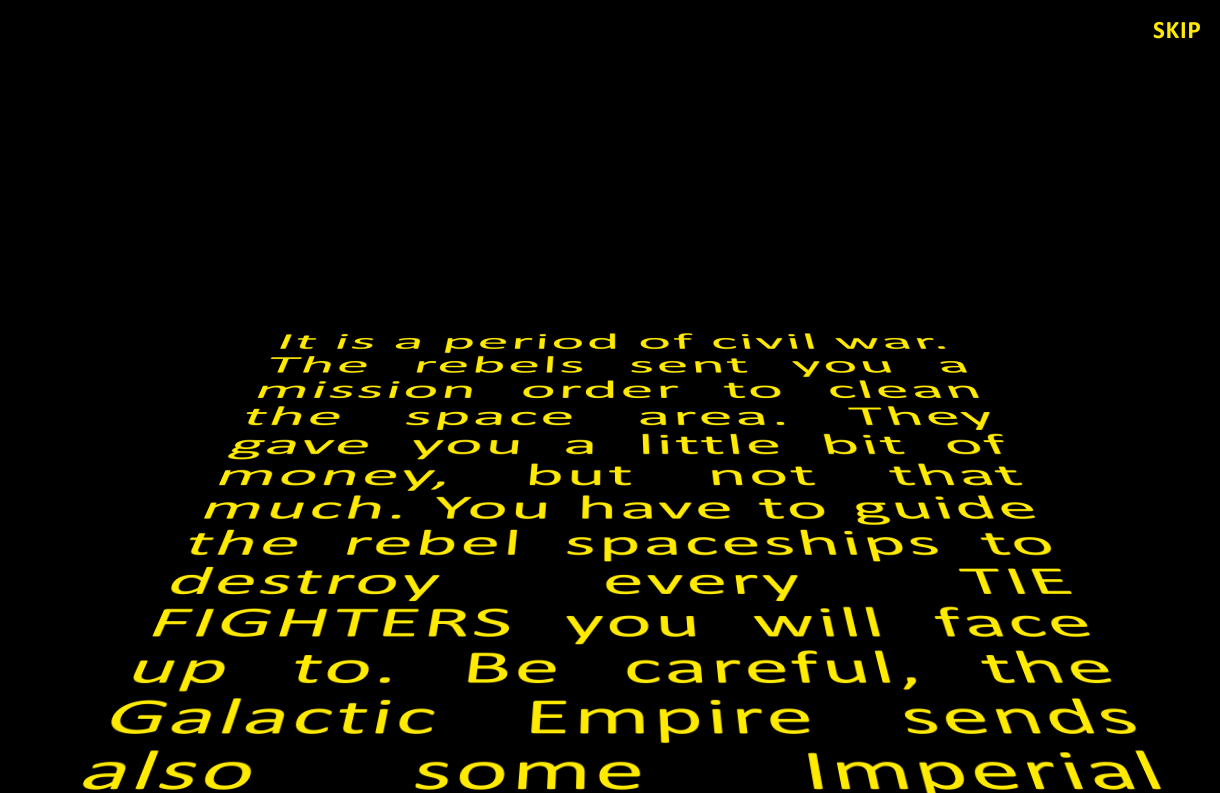 SKIP
It is a period of civil war.
The rebels sent you a
mission order to clean
the space area. They
gave you a little bit of
money, but not that
much. You have to guide
the rebel spaceships to
destroy every TIE
FIGHTERS you will face
up to. Be careful, the
Galactic Empire sends
also some Imperial